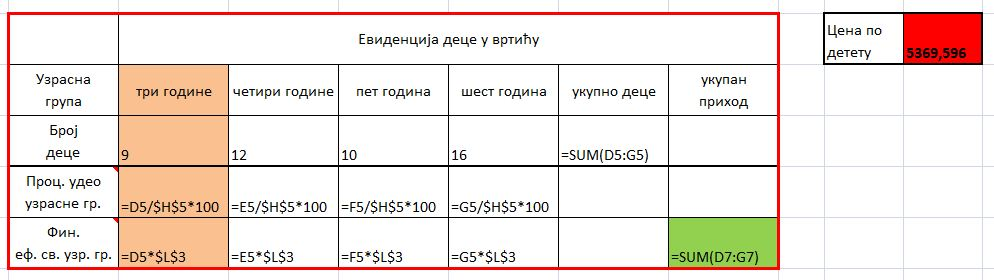 Евиденција деце у вртићу
Цена по
детету
5369,596
Узрасна
група
три године
четири године
пет година
шест година
укупно деце
укупан
приход
Број
деце
9
12
10
16
=SUM(D5:G5)
Проц. удео
узрасне гр.
=D5/$H$5*100
=E5/$H$5*100
=F5/$H$5*100
=G5/$H$5*100
Фин.
еф. св. узр. гр.
=D5*$L$3
=E5*$L$3
=F5*$L$3
=G5*$L$3
=SUM(D7:G7)